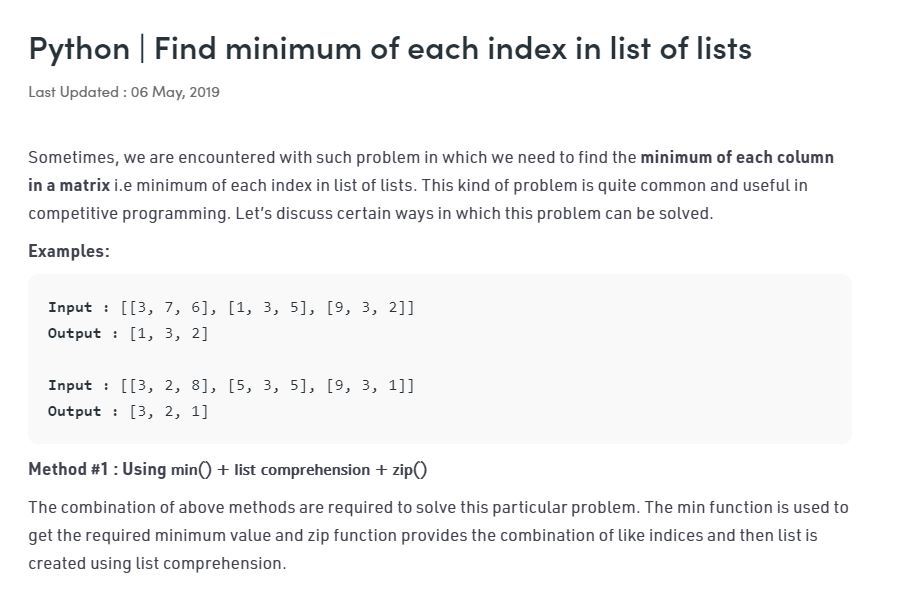 Python | Find minimum of each index in list of lists
Last Updated : 06 May, 2019
Sometimes, we are encountered with such problem in which we need to find the minimum of each column
in a matrix i.e minimum of each index in list of lists. This kind of problem is quite common and useful in
competitive programming. Let's discuss certain ways in which this problem can be solved.
Examples:
Input : [[3, 7, 6], [1, 3, 5], [9, 3, 2]]
Output : [1, 3, 2]
Input : [[3, 2, 8], [5, 3, 5], [9, 3, 1]]
Output : [3, 2, 1]
Method #1 : Using min() + list comprehension + zip()
The combination of above methods are required to solve this particular problem. The min function is used to
get the required minimum value and zip function provides the combination of like indices and then list is
created using list comprehension.